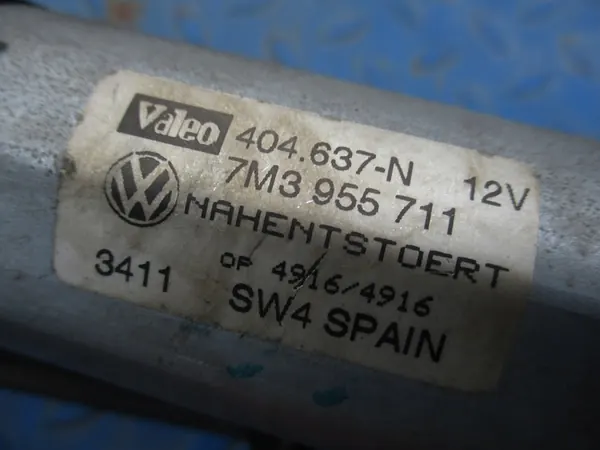 Valeo 404.637-N 12V
7M3 955 711
NAHENTSTOERT
3411 OP 4916/4916
SW4 SPAIN